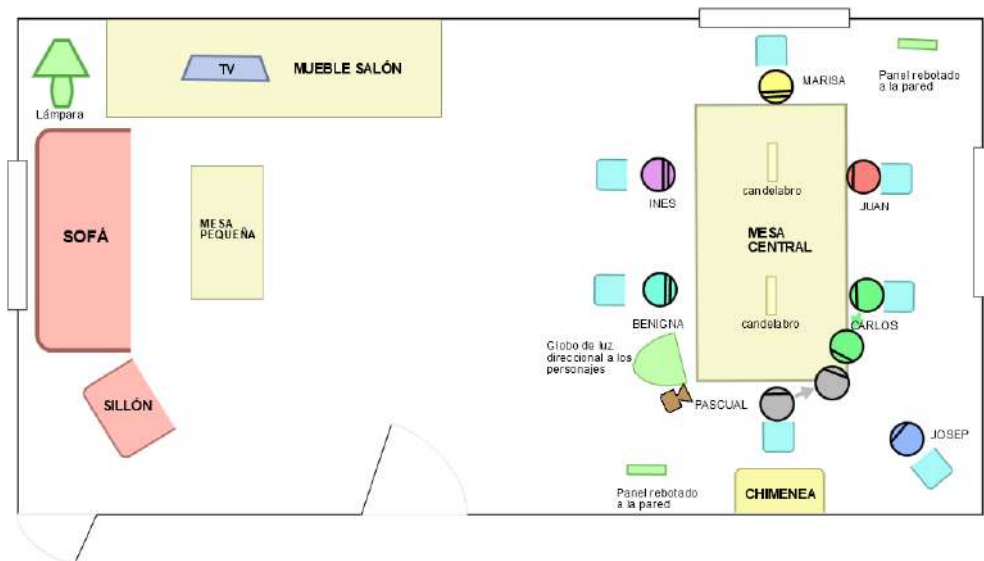 TV
MUEBLE SALÓN
Lámpara
SOFÁ
MESA
PEQUEÑA
SILLÓN
MARISA
Panel rebotado
a la pared
INES
candelabro
JUAN
MESA
CENTRAL
BENIGNA
candelabro
CARLOS
Globo de luz
direccional a los
personajes
PASCUAL
JOSEP
Panel rebotado
a la pared
CHIMENEA